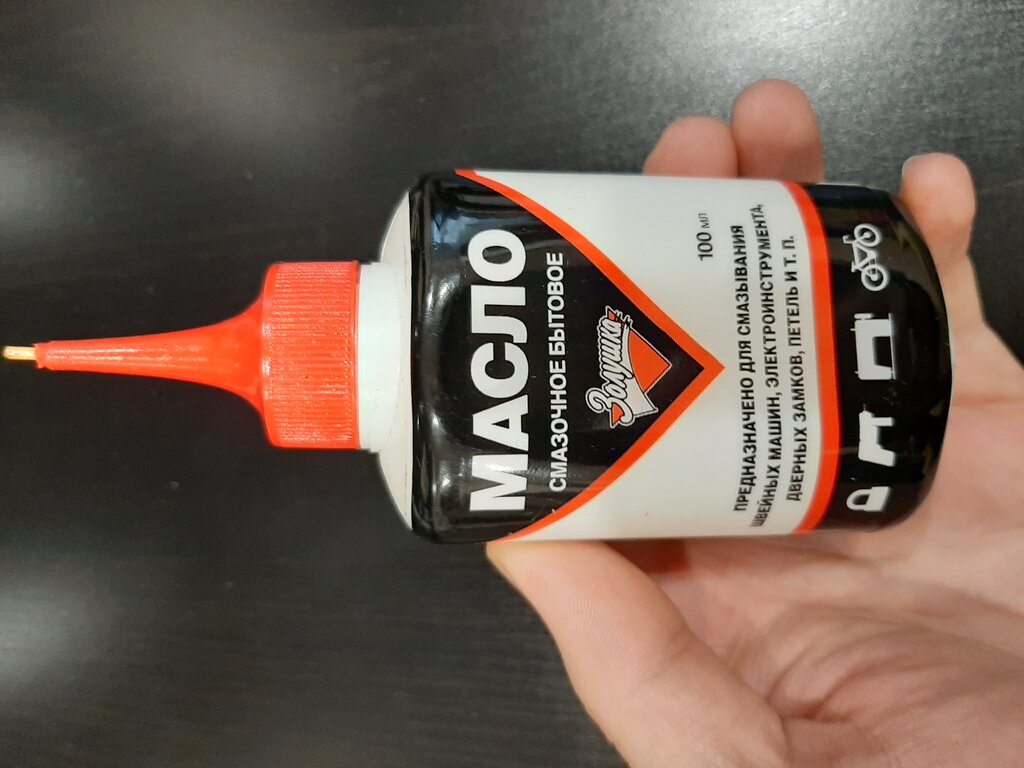 МАСЛО
СМАЗОЧНОЕ БЫТОВОЕ
Золушка
100 мл
ПРЕДНАЗНАЧЕНО ДЛЯ СМАЗЫВАНИЯ
ШВЕЙНЫХ МАШИН, ЭЛЕКТРОИНСТРУМЕНТА,
ДВЕРНЫХ ЗАМКОВ, ПЕТЕЛЬ И Т. П.